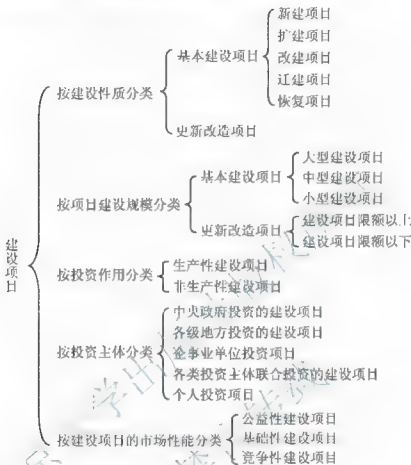 新建项目
扩建项目
基本建设项目
改建项目
迁建项目
恢复项目
按建设性质分类
更新改造项目
大型建设项目
基本建设项目
中型建设项目
小型建设项目
按项目建设规模分类
更新改造项目
建设项目限额以上
建设项目限额以下
建设项目
按投资作用分类
生产性建设项目
非生产性建设项目
中央政府投资的建设项目
各级地方投资的建设项目
按投资主体分类
企事业单位投资项目
各类投资主体联合投资的建设项目
个人投资项目
公益性建设项目
按建设项目的市场性能分类
基础性建设项目
竞争性建设项目